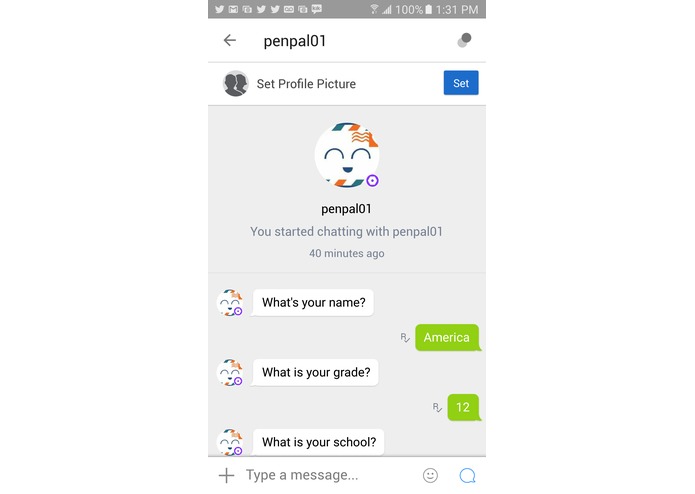 100% 1:31 PM
penpal01
Set Profile Picture
Set
penpal01
You started chatting with penpal01
40 minutes ago
What's your name?
R America
What is your grade?
R 12
What is your school?
Type a message...